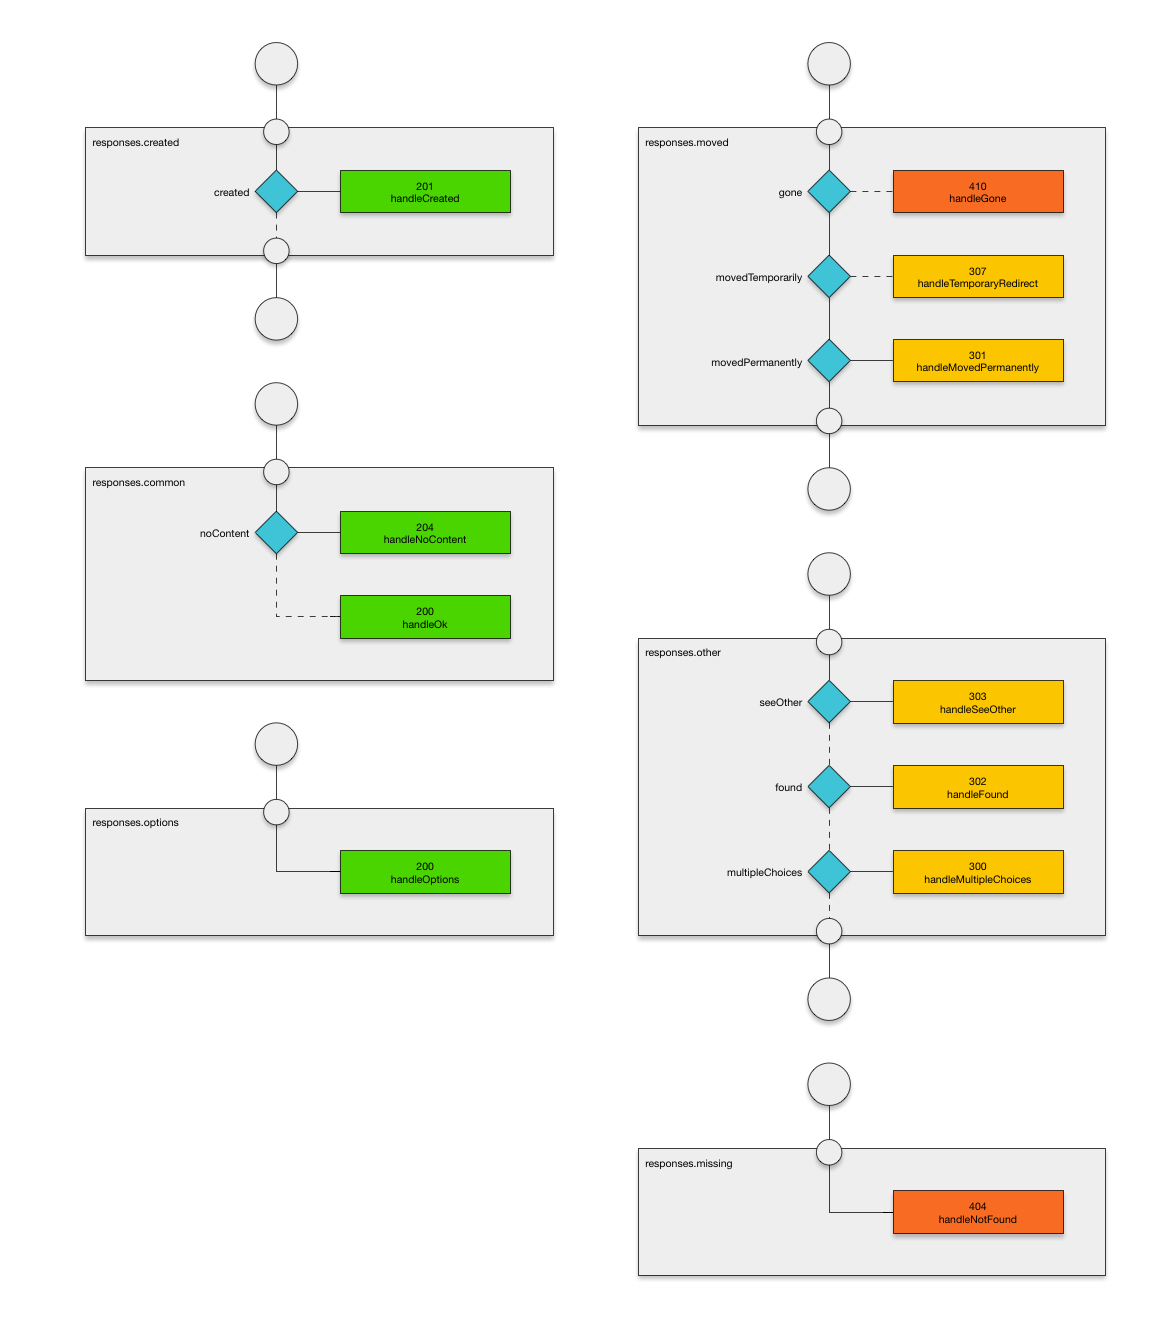 responses.created
created
201
handleCreated
responses.common
noContent
204
handleNoContent
200
handleOk
responses.options
200
handleOptions
responses.moved
gone
410
handleGone
movedTemporarily
307
handleTemporaryRedirect
movedPermanently
301
handleMovedPermanently
responses.other
seeOther
303
handleSeeOther
found
302
handleFound
multipleChoices
300
handleMultipleChoices
responses.missing
404
handleNotFound